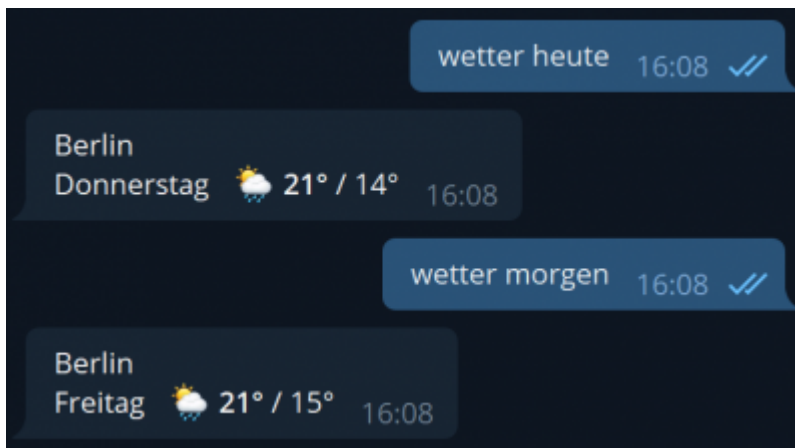 wetter heute 16:08
Berlin
Donnerstag 🌦 21° / 14° 16:08
wetter morgen 16:08
Berlin
Freitag 🌦 21° / 15° 16:08